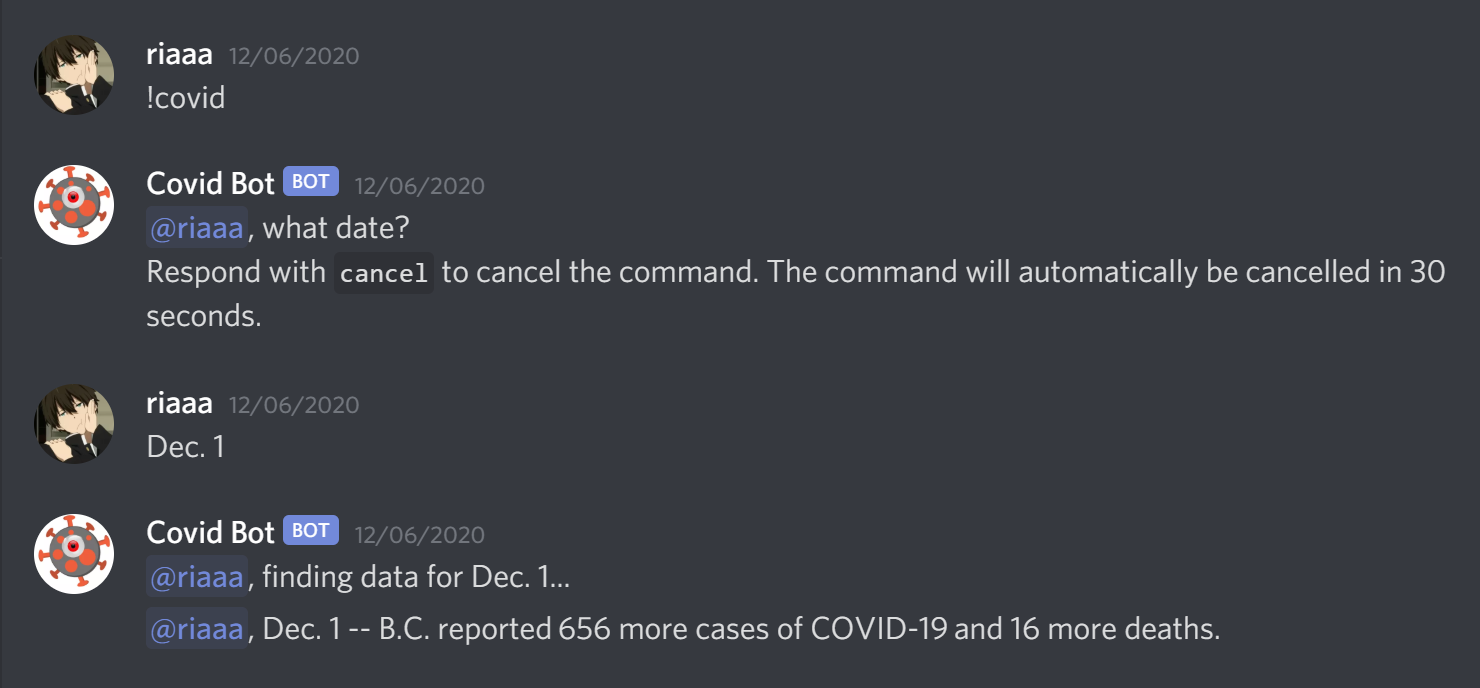 riaaa 12/06/2020
!covid
Covid Bot BOT 12/06/2020
@riaaa, what date?
Respond with cancel to cancel the command. The command will automatically be cancelled in 30
seconds.
riaaa 12/06/2020
Dec. 1
Covid Bot BOT 12/06/2020
@riaaa, finding data for Dec. 1...
@riaaa, Dec. 1 -- B.C. reported 656 more cases of COVID-19 and 16 more deaths.